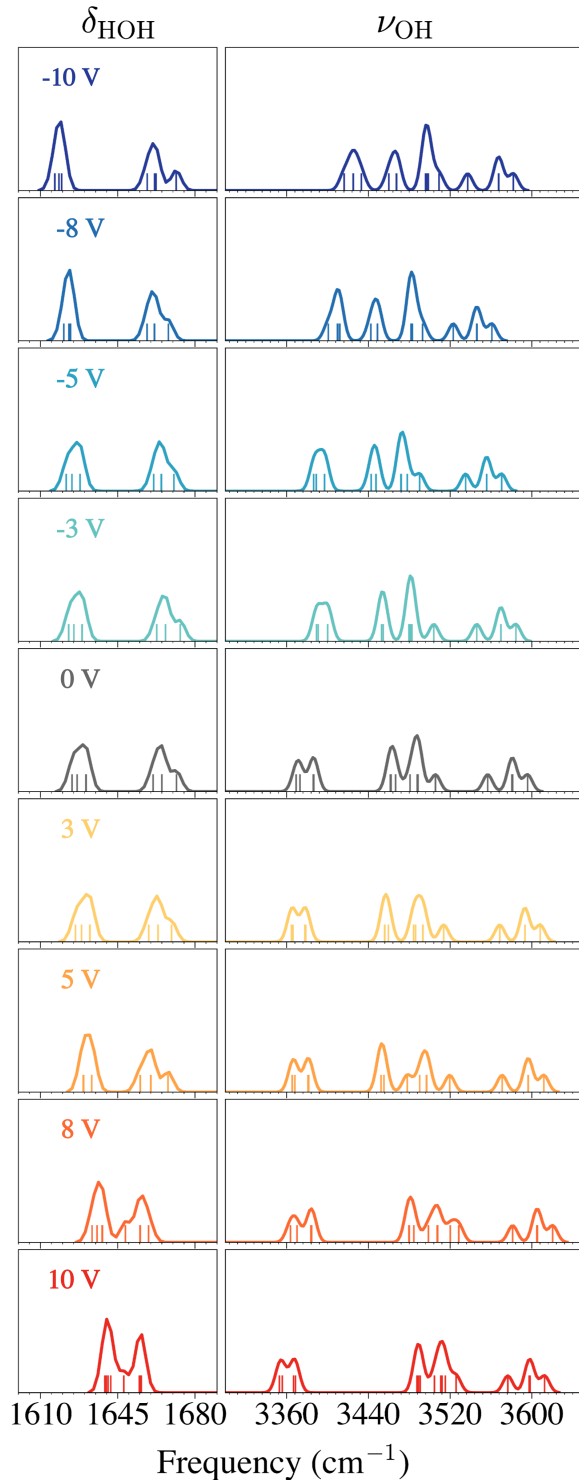 δHOH νOH
-10 V
-8 V
-5 V
-3 V
0 V
3 V
5 V
8 V
10 V
1610 1645 1680 3360 3440 3520 3600
Frequency (cm⁻¹)